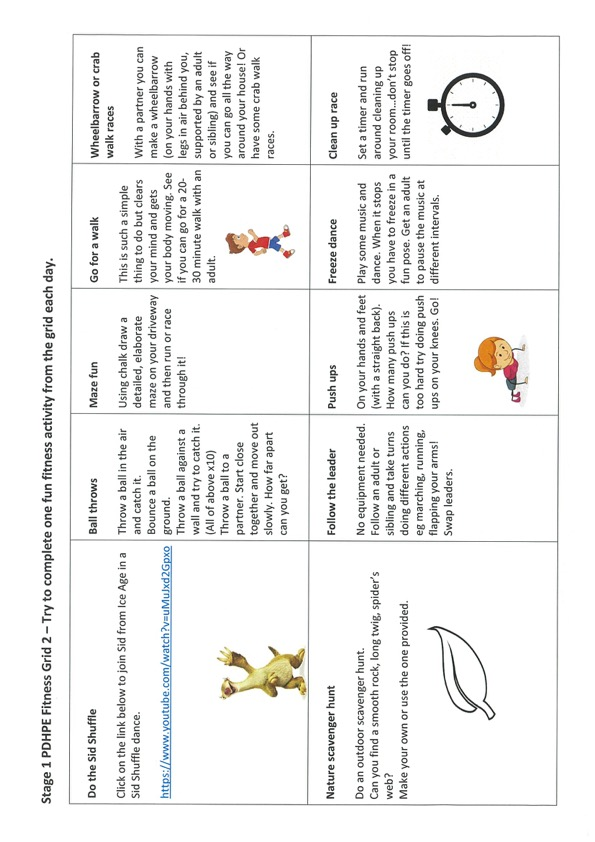 Stage 1 PDHPE Fitness Grid 2 – Try to complete one fun fitness activity from the grid each day.
Do the Sid Shuffle
Click on the link below to join Sid from Ice Age in a
Sid Shuffle dance.
https://www.youtube.com/watch?v=uMuJxd2Gpxo
Ball throws
Throw a ball in the air
and catch it.
Bounce a ball on the
ground.
Throw a ball against a
wall and try to catch it.
(All of above x10)
Throw a ball to a
partner. Start close
together and move out
slowly. How far apart
can you get?
Maze fun
Using chalk draw a
detailed, elaborate
maze on your driveway
and then run or race
through it!
Go for a walk
This is such a simple
thing to do but clears
your mind and gets
your body moving. See
if you can go for a 20-
30 minute walk with an
adult.
Wheelbarrow or crab
walk races
With a partner you can
make a wheelbarrow
(on your hands with
legs in air behind you,
supported by an adult
or sibling) and see if
you can go all the way
around your house! Or
have some crab walk
races.
Nature scavenger hunt
Do an outdoor scavenger hunt.
Can you find a smooth rock, long twig, spider's
web?
Make your own or use the one provided.
Follow the leader
No equipment needed.
Follow an adult or
sibling and take turns
doing different actions
eg marching, running,
flapping your arms!
Swap leaders.
Push ups
On your hands and feet
(with a straight back).
How many push ups
can you do? If this is
too hard try doing push
ups on your knees. Go!
Freeze dance
Play some music and
dance. When it stops
you have to freeze in a
fun pose. Get an adult
to pause the music at
different intervals.
Clean up race
Set a timer and run
around cleaning up
your room...don't stop
until the timer goes off!